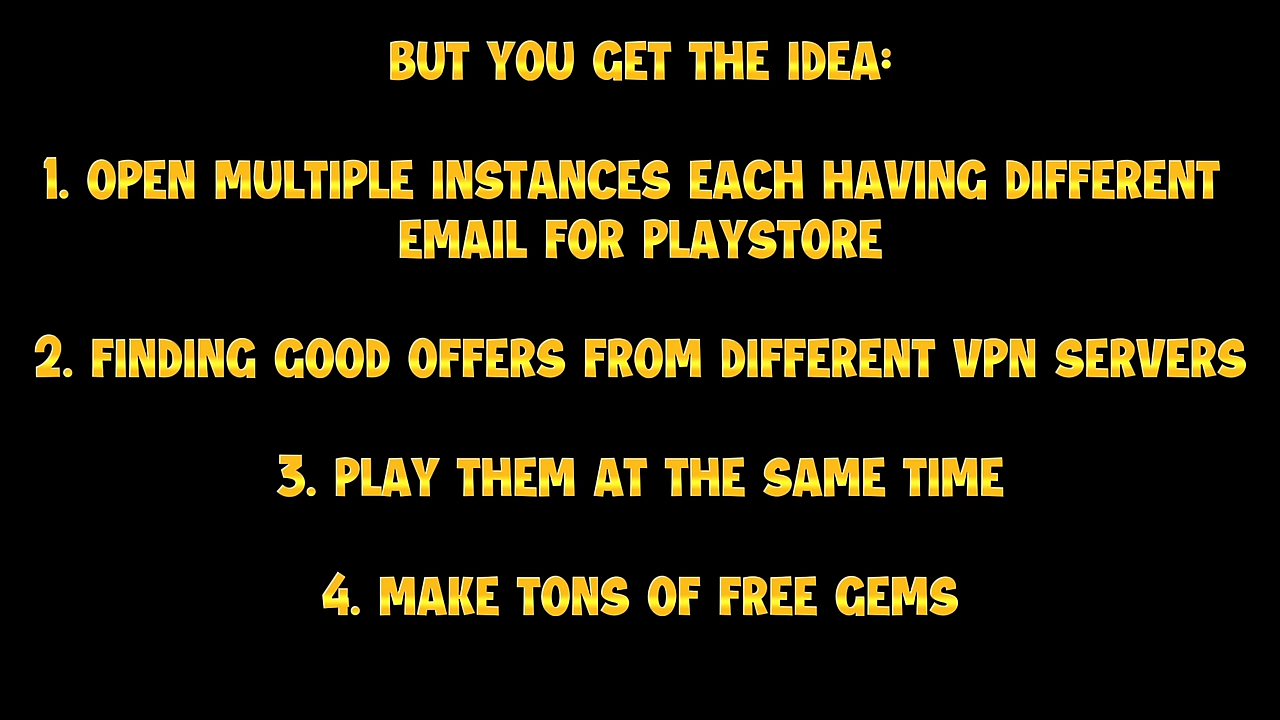 BUT YOU GET THE IDEA:
1. OPEN MULTIPLE INSTANCES EACH HAVING DIFFERENT
EMAIL FOR PLAYSTORE
2. FINDING GOOD OFFERS FROM DIFFERENT VPN SERVERS
3. PLAY THEM AT THE SAME TIME
4. MAKE TONS OF FREE GEMS